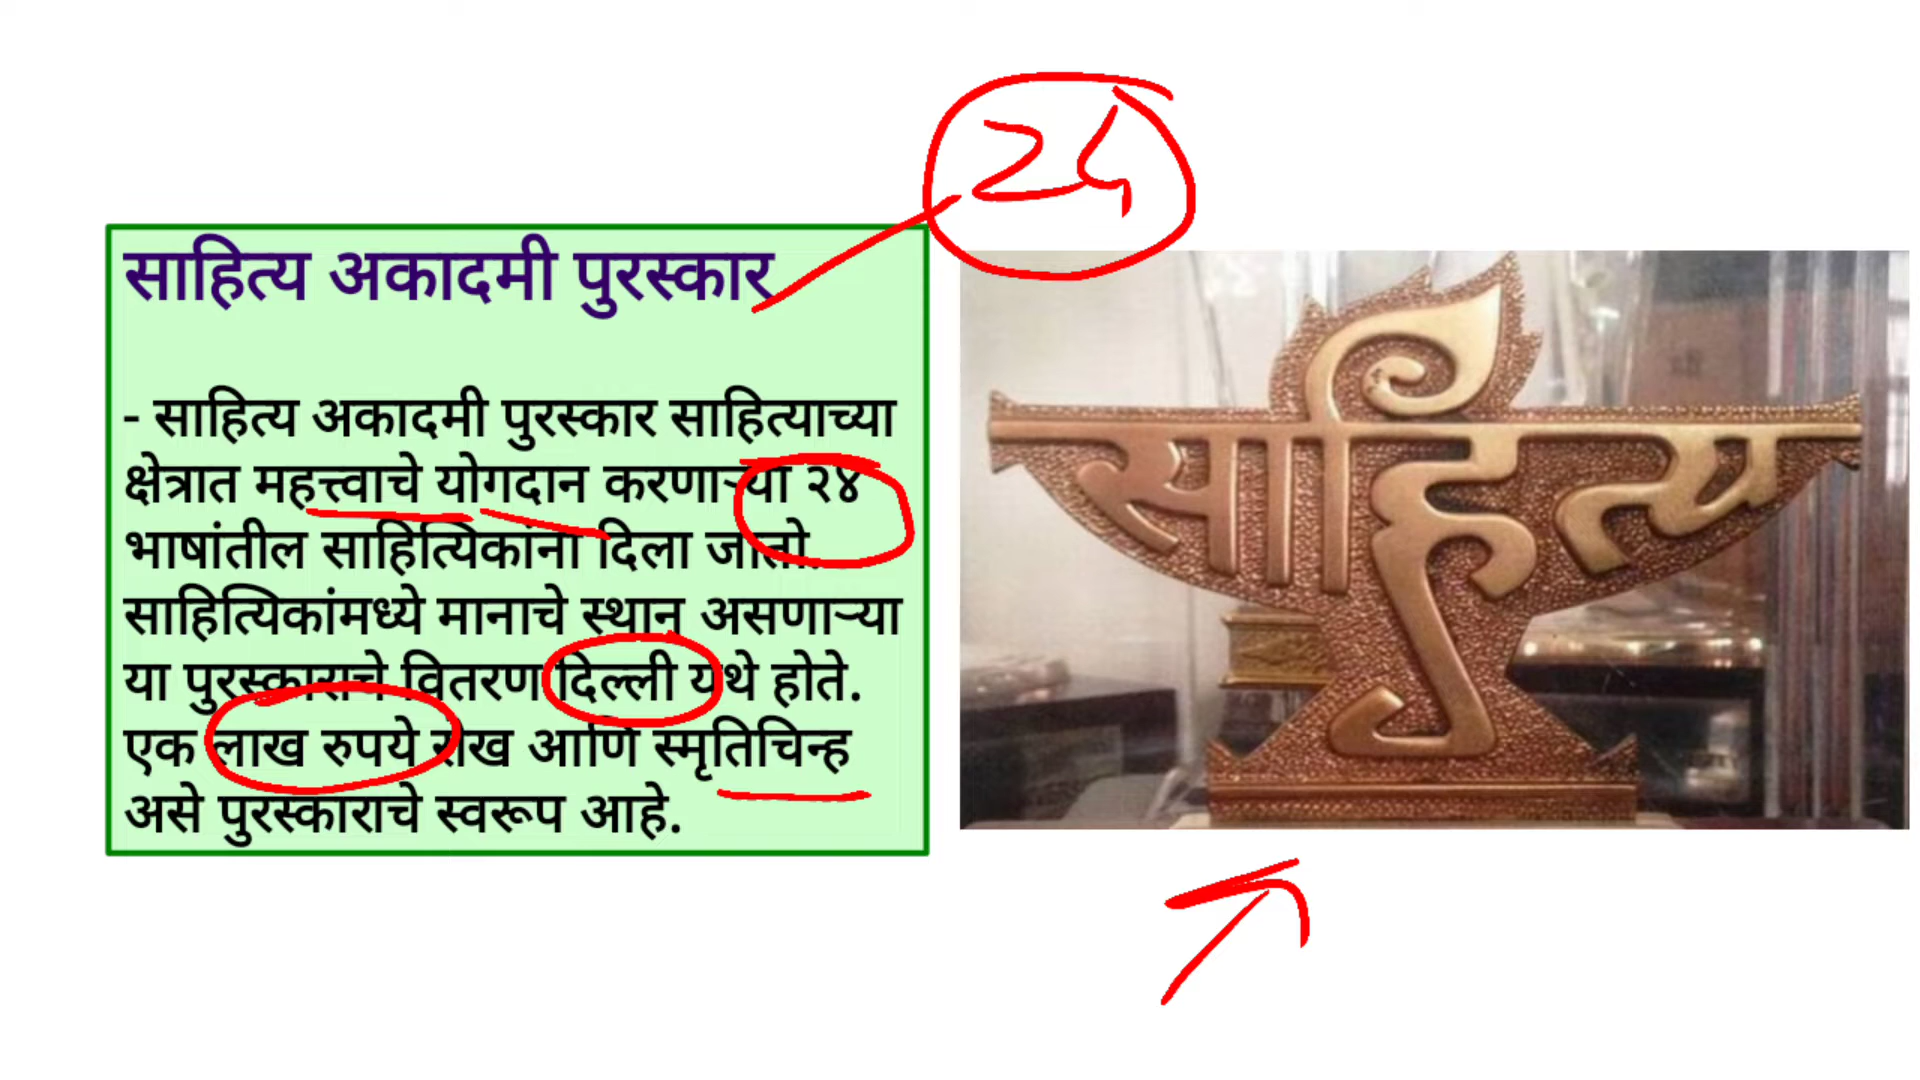 24
साहित्य अकादमी पुरस्कार
- साहित्य अकादमी पुरस्कार साहित्याच्या
क्षेत्रात महत्त्वाचे योगदान करणाऱ्या २४
भाषांतील साहित्यिकांना दिला जातो.
साहित्यिकांमध्ये मानाचे स्थान असणाऱ्या
या पुरस्काराचे वितरण दिल्ली येथे होते.
एक लाख रुपये रोख आणि स्मृतिचिन्ह
असे पुरस्काराचे स्वरूप आहे.
साहित्य